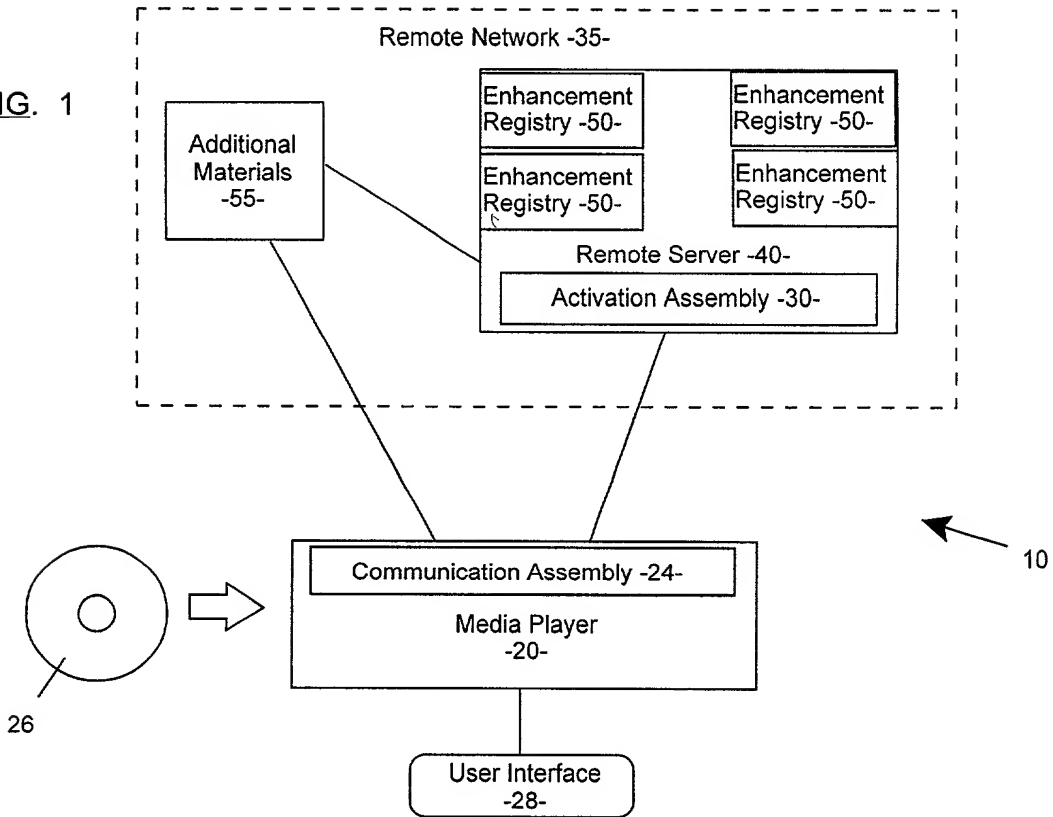 Remote Network -35-
IG. 1
Additional
Materials
-55-
Enhancement
Registry -50-
Enhancement
Registry -50-
Enhancement
Registry -50-
Enhancement
Registry -50-
Remote Server -40-
Activation Assembly -30-
10
Communication Assembly -24-
Media Player
-20-
26
User Interface
-28-